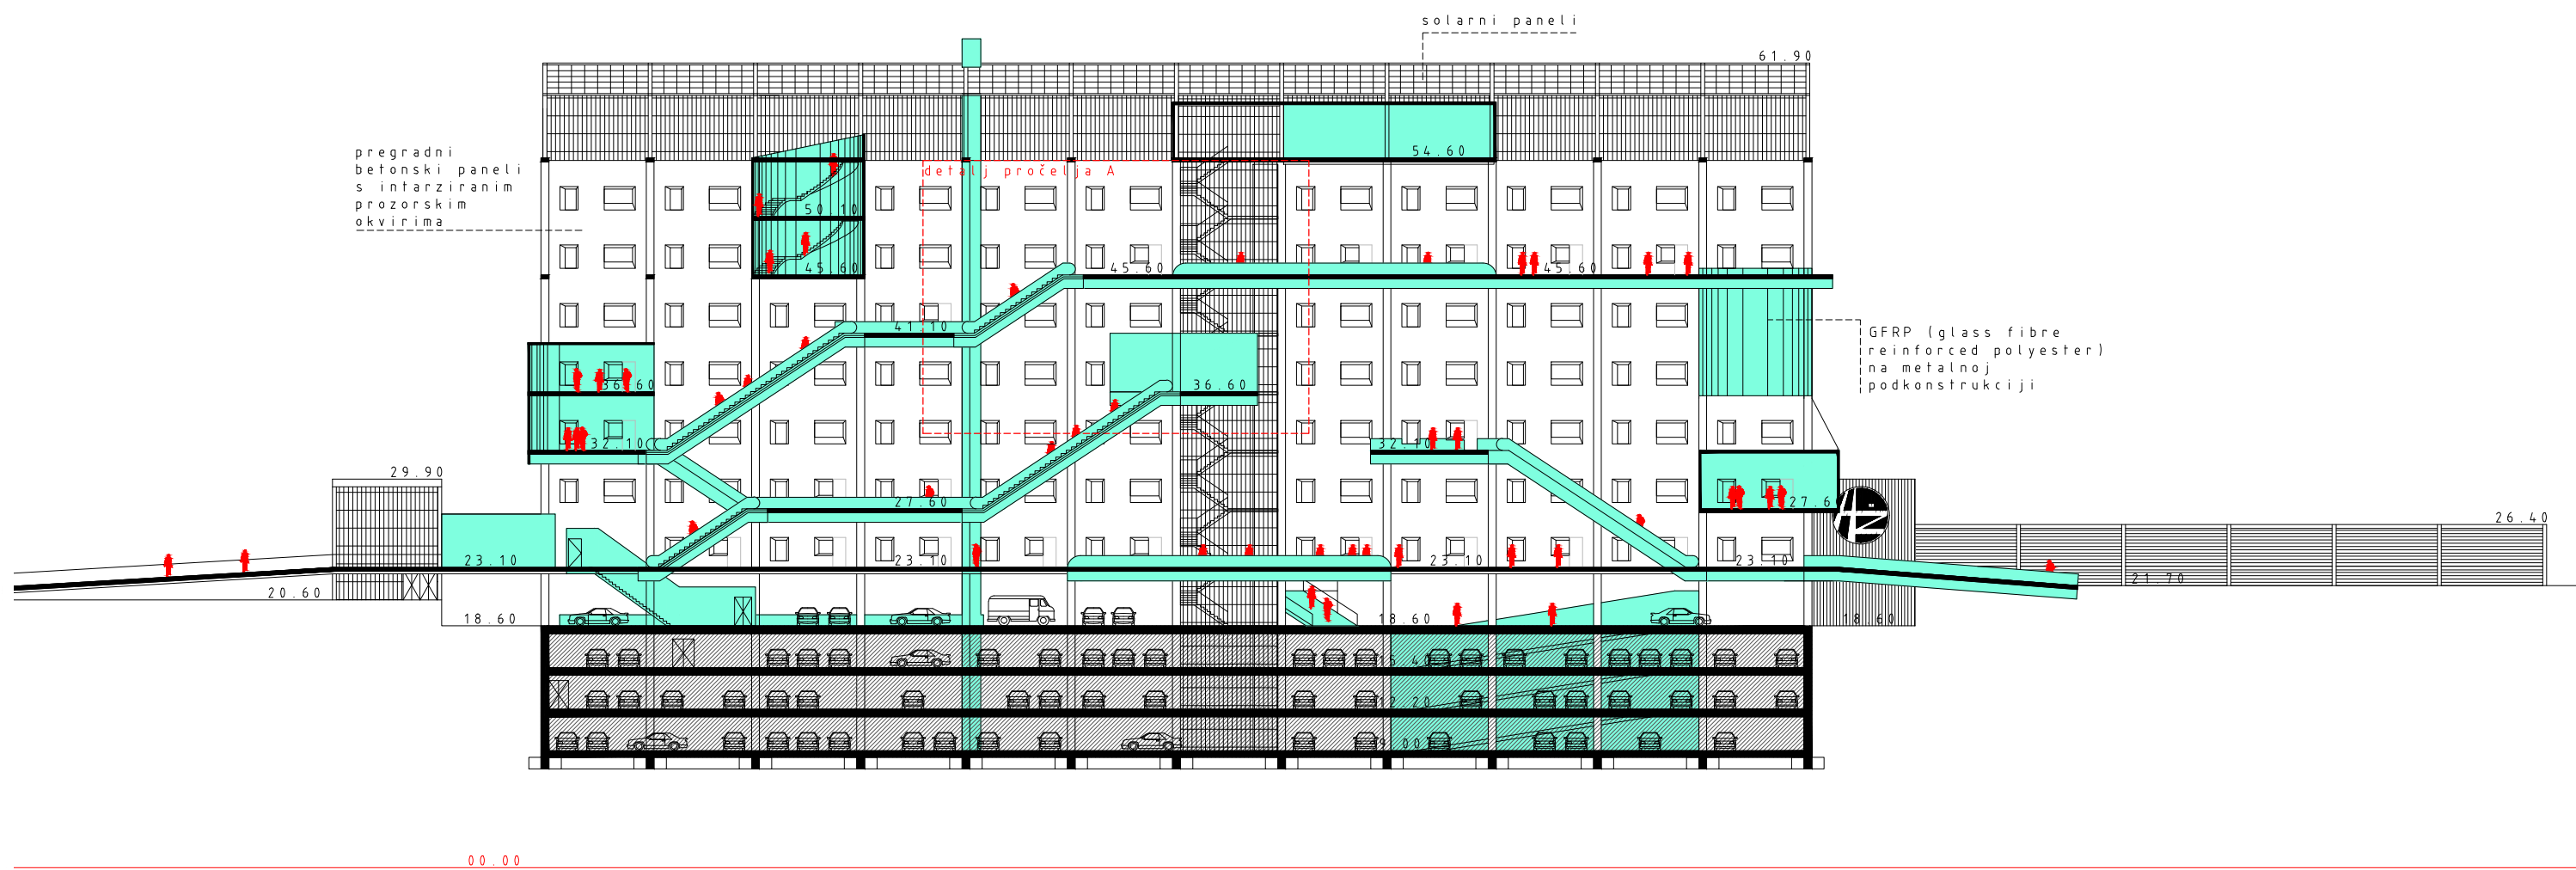 solarni paneli
61.90
pregradni
betonski paneli
s intarziranim
prozorskim
okvirima
54.60
detalj pročelja A
50.10
45.60
45.60
45.60
41.10
GFRP (glass fibre
reinforced polyester)
na metalnoj
podkonstrukciji
36.60
36.60
32.10
32.10
29.90
27.60
27.6
26.40
23.10
23.10
23.10
23.10
21.70
20.60
18.60
18.60
18.60
12.20
00.00